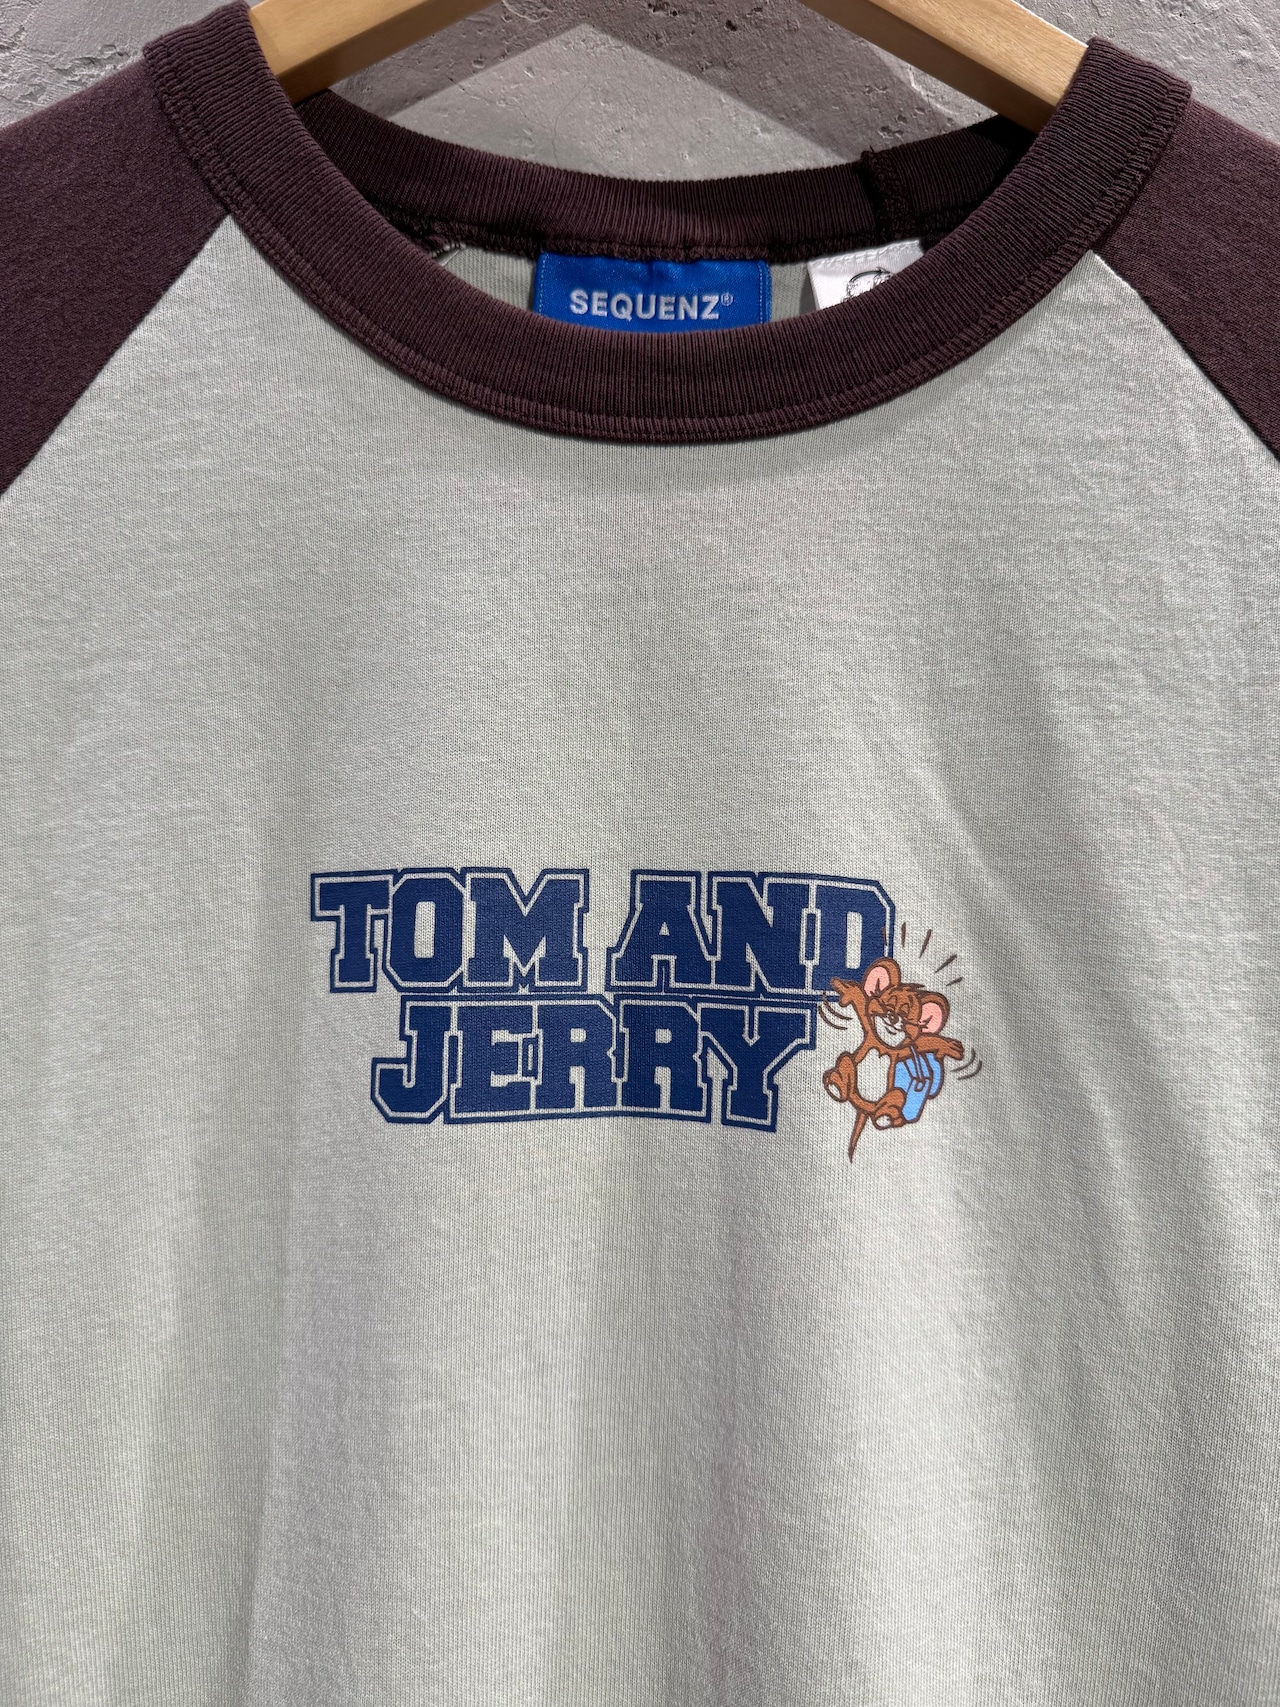 SEQUENZ®
TOM AND
JERRY